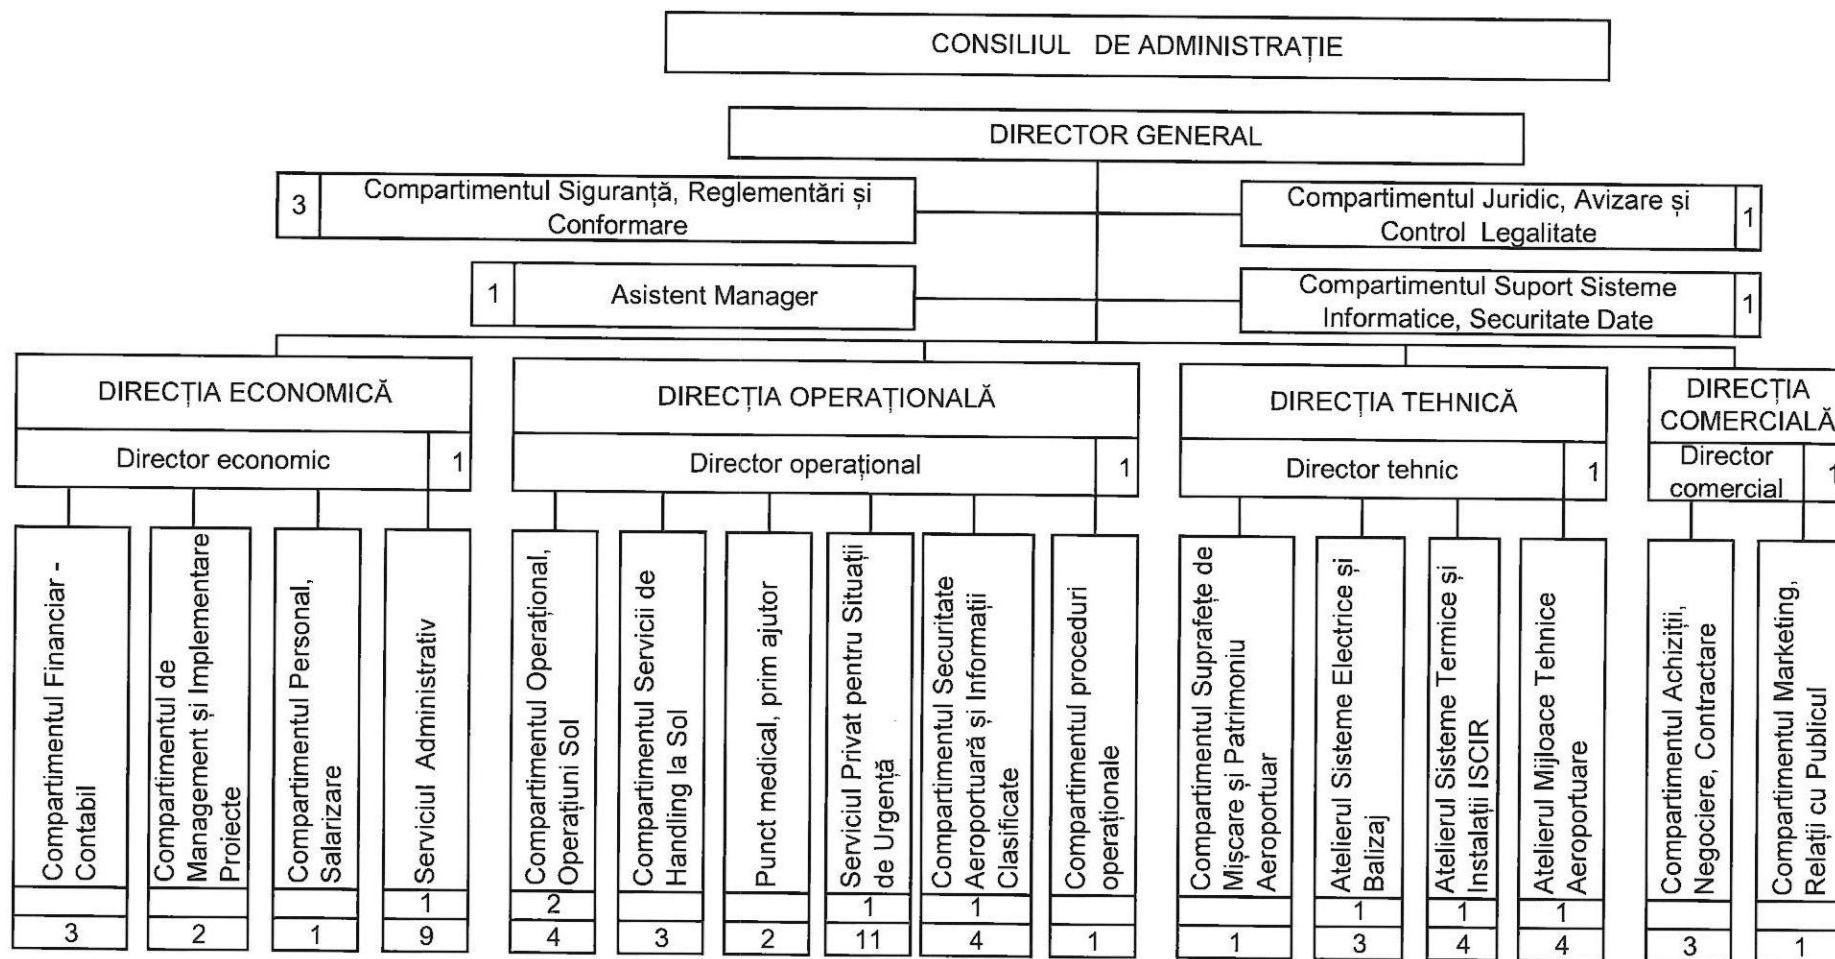 CONSILIUL DE ADMINISTRAȚIE
DIRECTOR GENERAL
3
Compartimentul Siguranță, Reglementări și
Conformare
Compartimentul Juridic, Avizare și
Control Legalitate
1
1
Asistent Manager
Compartimentul Suport Sisteme
Informatice, Securitate Date
1
DIRECȚIA ECONOMICĂ
Director economic
1
DIRECȚIA OPERAȚIONALĂ
Director operațional
1
DIRECȚIA TEHNICĂ
Director tehnic
1
DIRECȚIA
COMERCIALĂ
Director
comercial
1
Compartimentul Financiar -
Contabil
3
Compartimentul de
Management și Implementare
Proiecte
2
Compartimentul Personal,
Salarizare
1
Serviciul Administrativ
1
9
Compartimentul Operațional,
Operațiuni Sol
2
4
Compartimentul Servicii de
Handling la Sol
3
Punct medical, prim ajutor
2
Serviciul Privat pentru Situații
de Urgență
1
11
Compartimentul Securitate
Aeroportuară și Informații
Clasificate
1
4
Compartimentul proceduri
operaționale
1
Compartimentul Suprafețe de
Mișcare și Patrimoniu
Aeroportuar
1
Atelierul Sisteme Electrice și
Balizaj
1
3
Atelierul Sisteme Termice și
Instalații ISCIR
1
4
Atelierul Mijloace Tehnice
Aeroportuare
1
4
Compartimentul Achiziții,
Negociere, Contractare
3
Compartimentul Marketing,
Relații cu Publicul
1